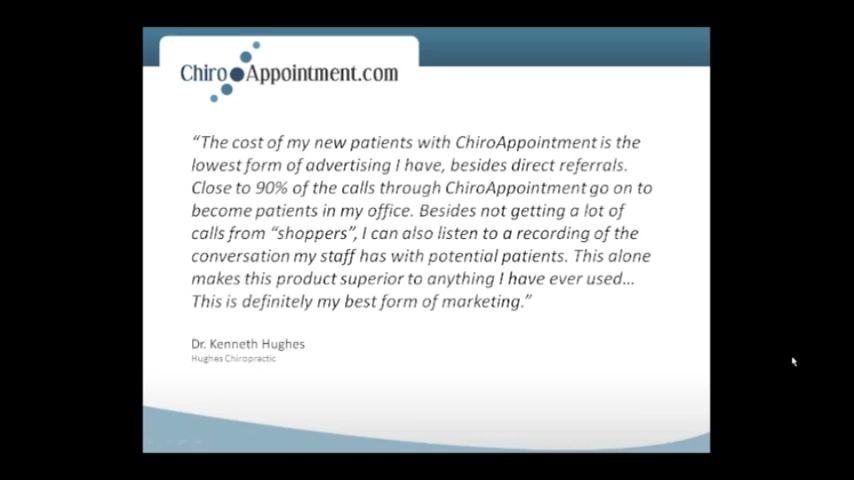 Chiro Appointment.com
“The cost of my new patients with ChiroAppointment is the
lowest form of advertising I have, besides direct referrals.
Close to 90% of the calls through ChiroAppointment go on to
become patients in my office. Besides not getting a lot of
calls from “shoppers”, I can also listen to a recording of the
conversation my staff has with potential patients. This alone
makes this product superior to anything I have ever used...
This is definitely my best form of marketing.”
Dr. Kenneth Hughes
Hughes Chiropractic